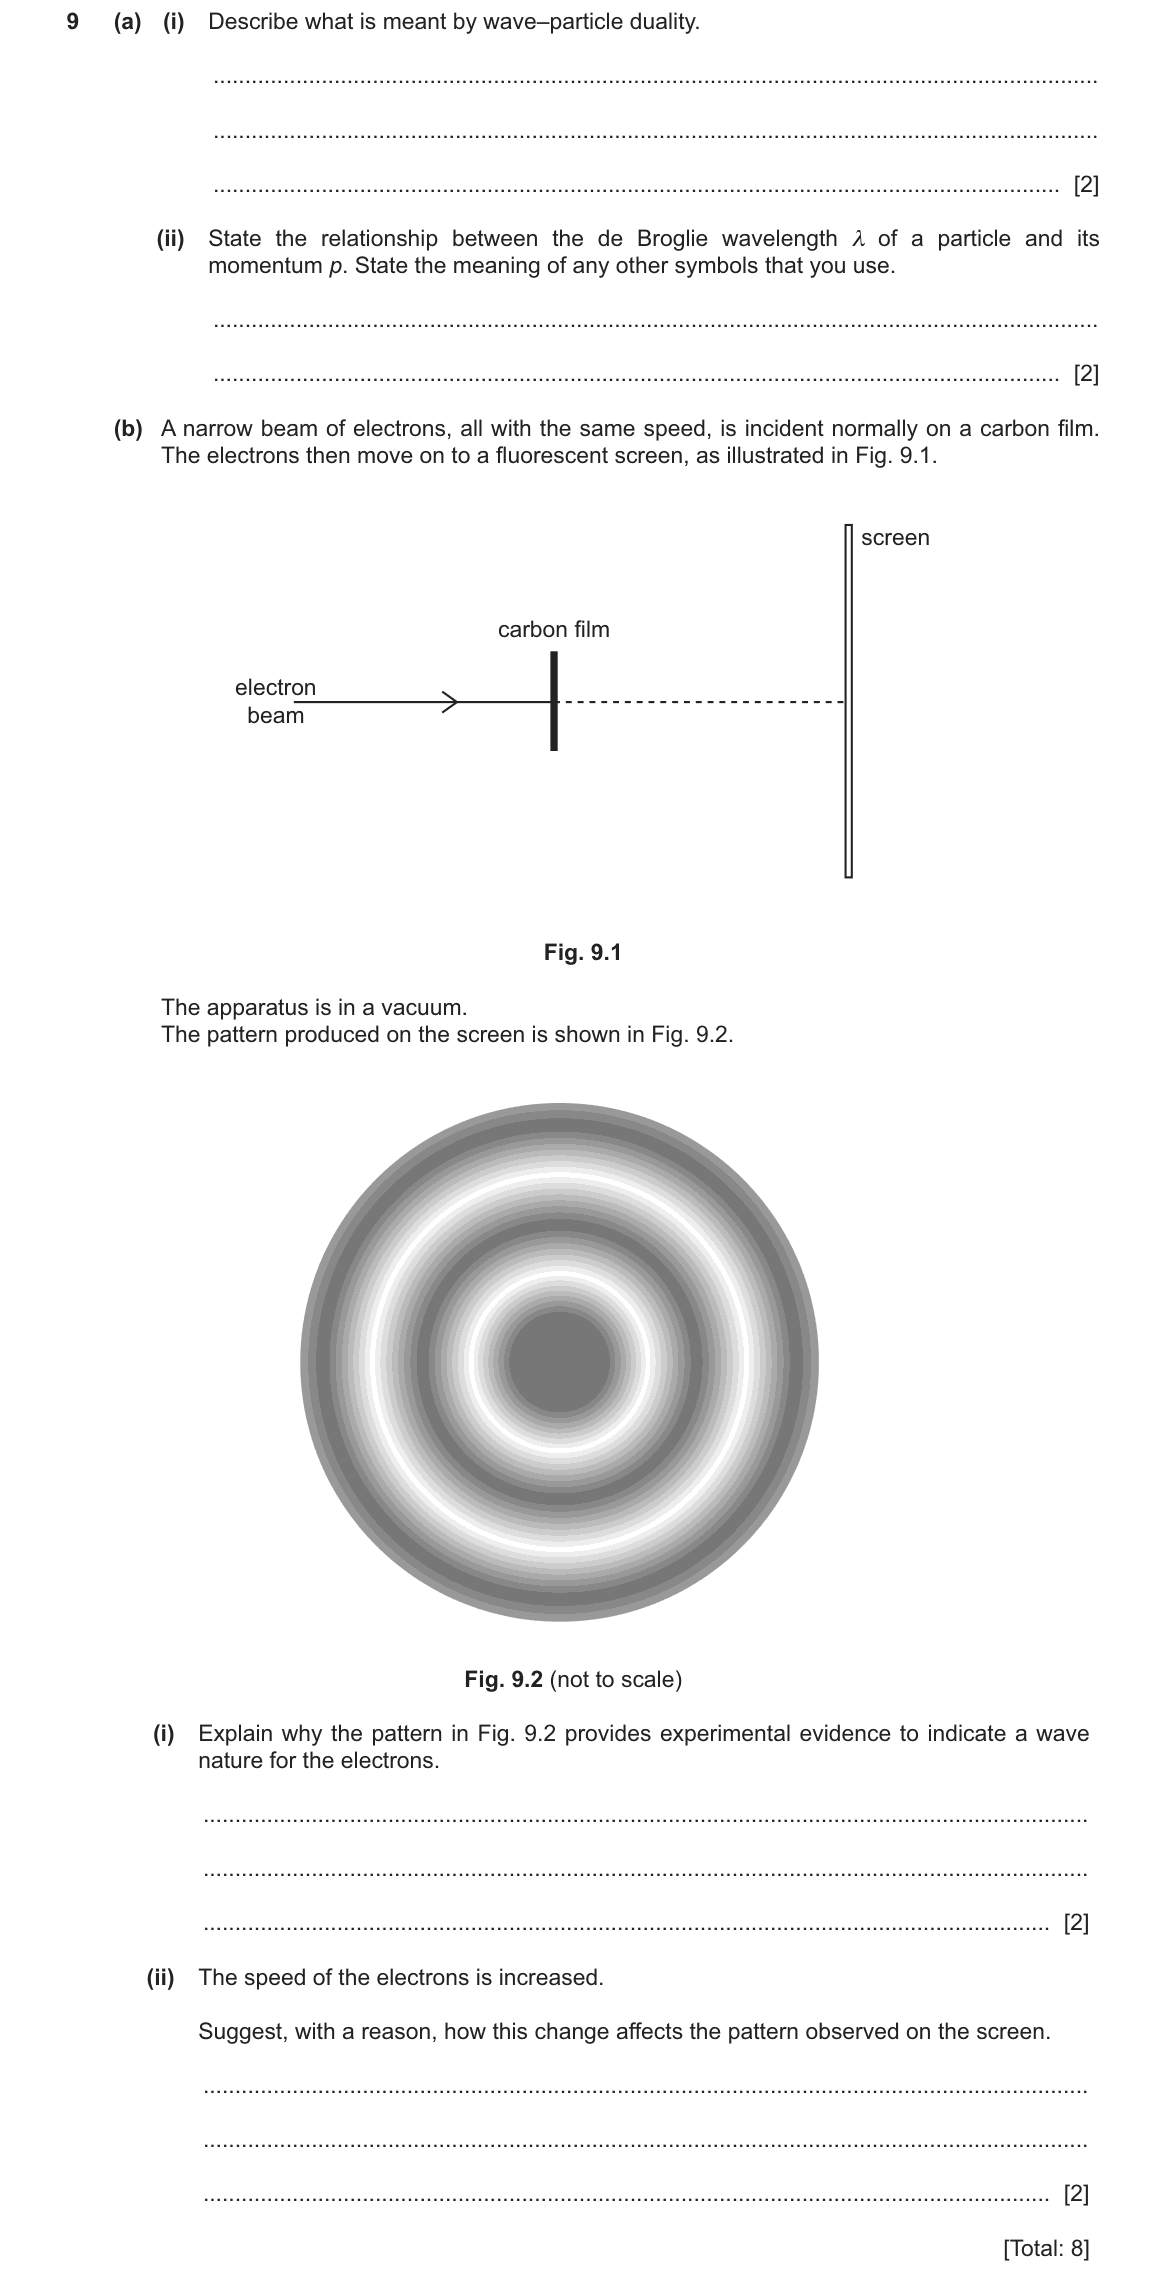 9 (a) (i) Describe what is meant by wave–particle duality.
..........................................................................................................................................
..........................................................................................................................................
.................................................................................................................................... [2]
(ii) State the relationship between the de Broglie wavelength λ of a particle and its
momentum p. State the meaning of any other symbols that you use.
..........................................................................................................................................
.................................................................................................................................... [2]
(b) A narrow beam of electrons, all with the same speed, is incident normally on a carbon film.
The electrons then move on to a fluorescent screen, as illustrated in Fig. 9.1.
screen
carbon film
electron
beam
Fig. 9.1
The apparatus is in a vacuum.
The pattern produced on the screen is shown in Fig. 9.2.
Fig. 9.2 (not to scale)
(i) Explain why the pattern in Fig. 9.2 provides experimental evidence to indicate a wave
nature for the electrons.
..........................................................................................................................................
..........................................................................................................................................
.................................................................................................................................... [2]
(ii) The speed of the electrons is increased.
Suggest, with a reason, how this change affects the pattern observed on the screen.
..........................................................................................................................................
..........................................................................................................................................
.................................................................................................................................... [2]
[Total: 8]